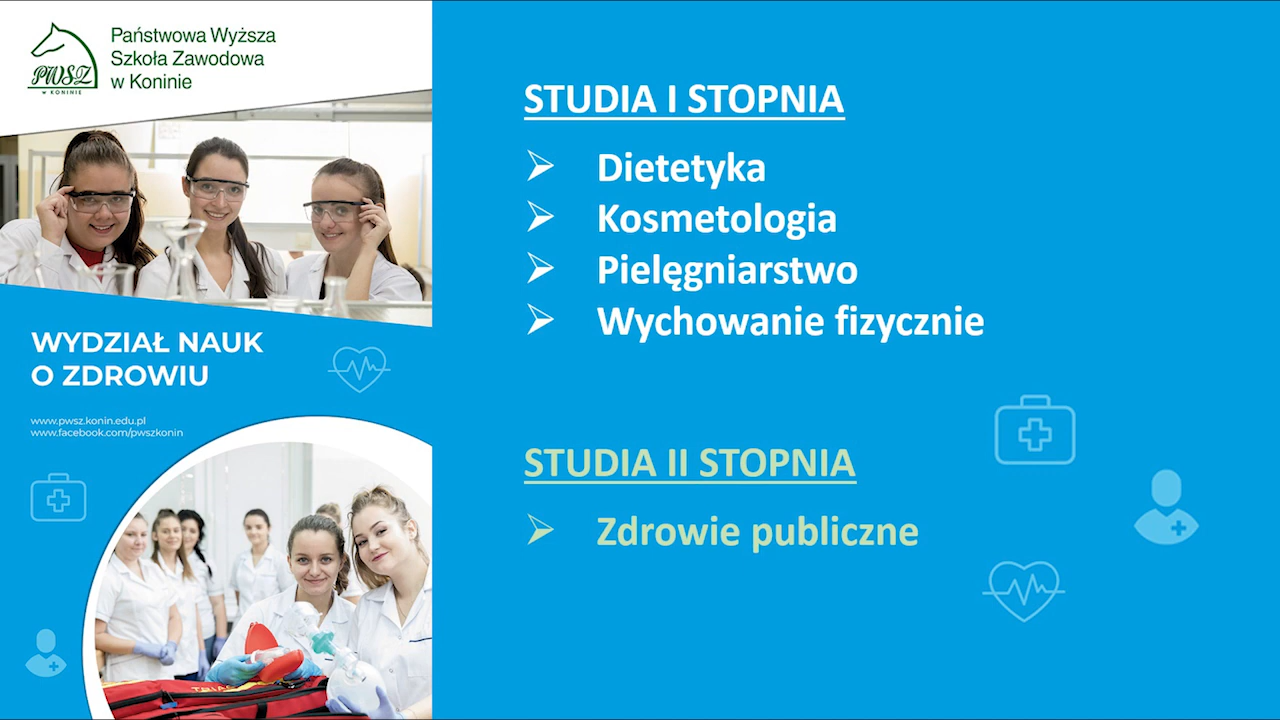 Państwowa Wyższa
Szkoła Zawodowa
w Koninie
PWSZ
w KONINIE
WYDZIAŁ NAUK
O ZDROWIU
www.pwsz.konin.edu.pl
www.facebook.com/pwszkonin
STUDIA I STOPNIA
Dietetyka
Kosmetologia
Pielęgniarstwo
Wychowanie fizycznie
STUDIA II STOPNIA
Zdrowie publiczne